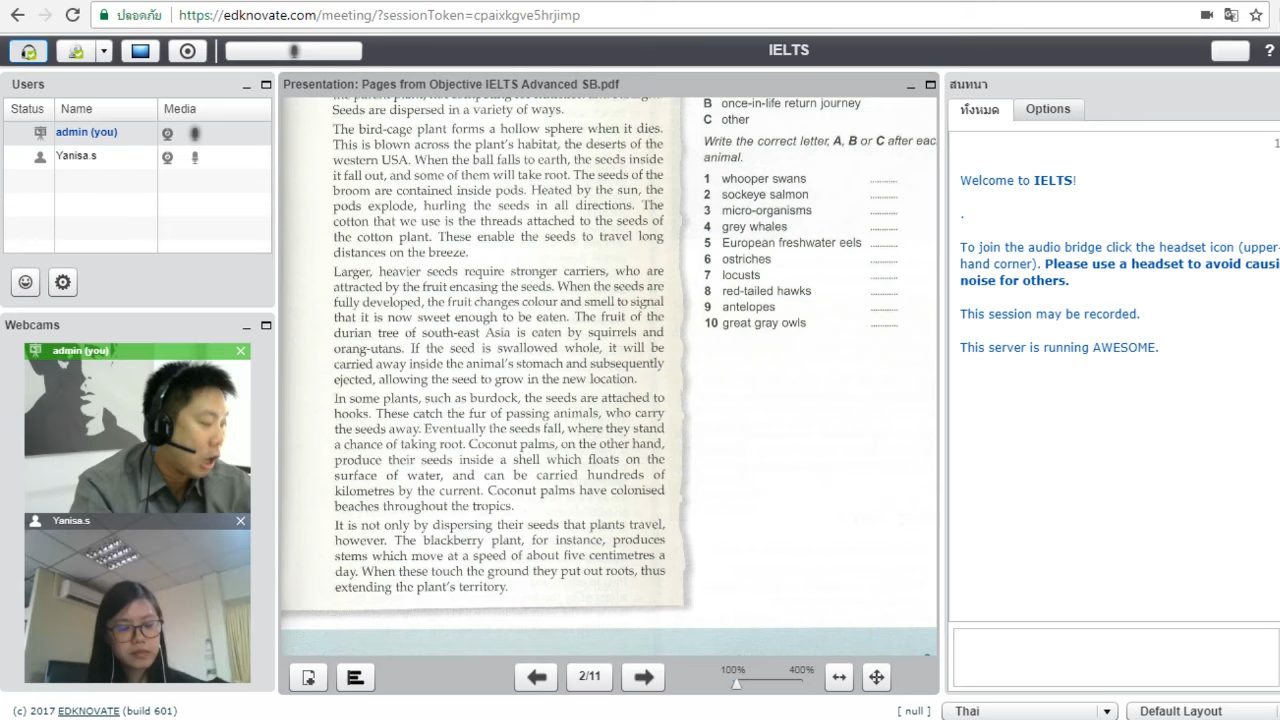 ปลอดภัย
https://edknovate.com/meeting/?sessionToken=cpaixkgve5hrjimp
IELTS
?
Users
Status Name Media
admin (you)
Yanisa.s
Webcams
admin (you)
Yanisa.s
Presentation: Pages from Objective IELTS Advanced SB.pdf
Seeds are dispersed in a variety of ways.
The bird-cage plant forms a hollow sphere when it dies.
This is blown across the plant's habitat, the deserts of the
western USA. When the ball falls to earth, the seeds inside
it fall out, and some of them will take root. The seeds of the
broom are contained inside pods. Heated by the sun, the
pods explode, hurling the seeds in all directions. The
cotton that we use is the threads attached to the seeds of
the cotton plant. These enable the seeds to travel long
distances on the breeze.
Larger, heavier seeds require stronger carriers, who are
attracted by the fruit encasing the seeds. When the seeds are
fully developed, the fruit changes colour and smell to signal
that it is now sweet enough to be eaten. The fruit of the
durian tree of south-east Asia is eaten by squirrels and
orang-utans. If the seed is swallowed whole, it will be
carried away inside the animal's stomach and subsequently
ejected, allowing the seed to grow in the new location.
In some plants, such as burdock, the seeds are attached to
hooks. These catch the fur of passing animals, who carry
the seeds away. Eventually the seeds fall, where they stand
a chance of taking root. Coconut palms, on the other hand,
produce their seeds inside a shell which floats on the
surface of water, and can be carried hundreds of
kilometres by the current. Coconut palms have colonised
beaches throughout the tropics.
It is not only by dispersing their seeds that plants travel,
however. The blackberry plant, for instance, produces
stems which move at a speed of about five centimetres a
day. When these touch the ground they put out roots, thus
extending the plant's territory.
B once-in-life return journey
C other
Write the correct letter, A, B or C after eac
animal.
1 whooper swans ............
2 sockeye salmon ............
3 micro-organisms ............
4 grey whales ............
5 European freshwater eels ............
6 ostriches ............
7 locusts ............
8 red-tailed hawks ............
9 antelopes ............
10 great gray owls ............
2/11
100% 400%
สนทนา
ทั้งหมด Options
1
Welcome to IELTS!
.
To join the audio bridge click the headset icon (upper-
hand corner). Please use a headset to avoid causi
noise for others.
This session may be recorded.
This server is running AWESOME.
(c) 2017 EDKNOVATE (build 601)
[ null ]
Thai
Default Layout